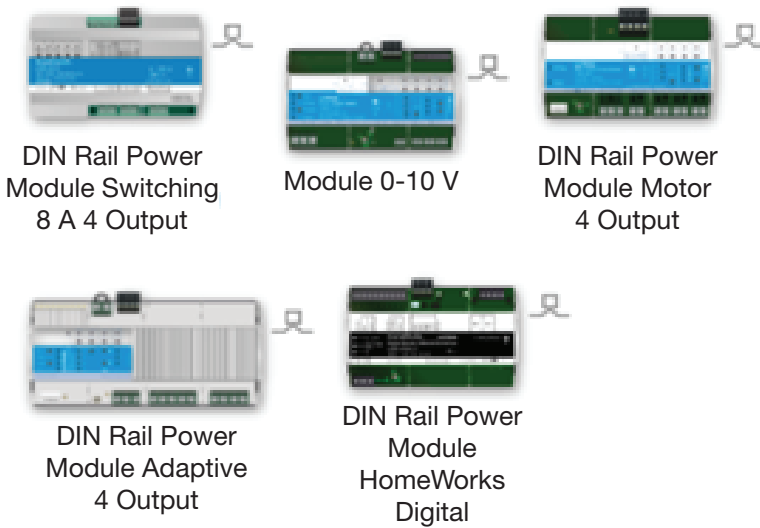 DIN Rail Power
Module Switching
8 A 4 Output
Module 0-10 V
DIN Rail Power
Module Motor
4 Output
DIN Rail Power
Module Adaptive
4 Output
DIN Rail Power
Module
HomeWorks
Digital